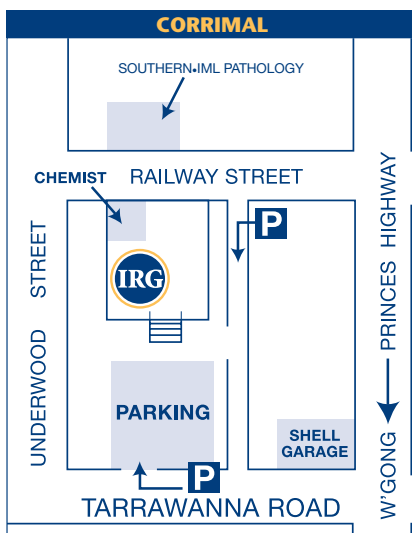 CORRIMAL
SOUTHERN-IML PATHOLOGY
CHEMIST
RAILWAY STREET
P
IRG
UNDERWOOD STREET
PRINCES HIGHWAY
PARKING
SHELL
GARAGE
P
W'GONG
TARRAWANNA ROAD